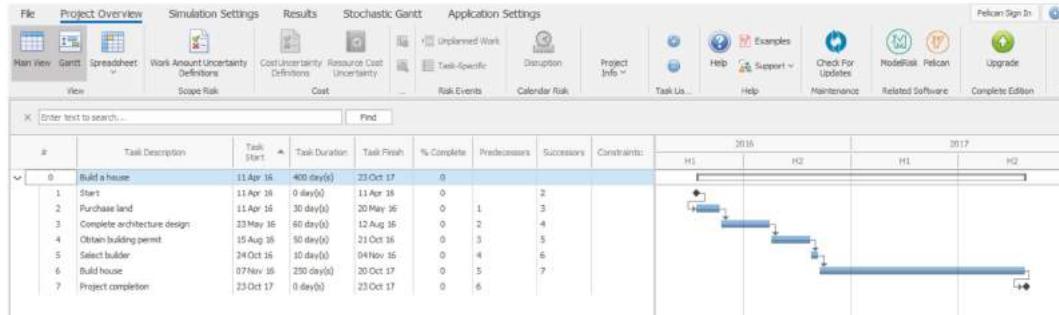 File Project Overview Simulation Settings Results Stochastic Gantt Application Settings Pelican Sign In
Main View Gantt Spreadsheet
Work Amount Uncertainty Definitions
Cost Uncertainty Definitions
Resource Cost Uncertainty
Unplanned Work
Task-Specific
Disruption
Project Info
Help
Examples
Support
Check For Updates
ModelRisk Pelican
Upgrade
View Scope Risk Cost ... Risk Events Calendar Risk Task Lis... Help Maintenance Related Software Complete Edition
Enter text to search... Find
# Task Description Task Start Task Duration Task Finish % Complete Predecessors Successors Constraints:
2016 2017
H1 H2 H1 H2
0 Build a house 11 Apr 16 400 day(s) 23 Oct 17 0
1 Start 11 Apr 16 0 day(s) 11 Apr 16 0 2
2 Purchase land 11 Apr 16 30 day(s) 20 May 16 0 1 3
3 Complete architecture design 23 May 16 60 day(s) 12 Aug 16 0 2 4
4 Obtain building permit 15 Aug 16 50 day(s) 21 Oct 16 0 3 5
5 Select builder 24 Oct 16 10 day(s) 04 Nov 16 0 4 6
6 Build house 07 Nov 16 250 day(s) 20 Oct 17 0 5 7
7 Project completion 23 Oct 17 0 day(s) 23 Oct 17 0 6